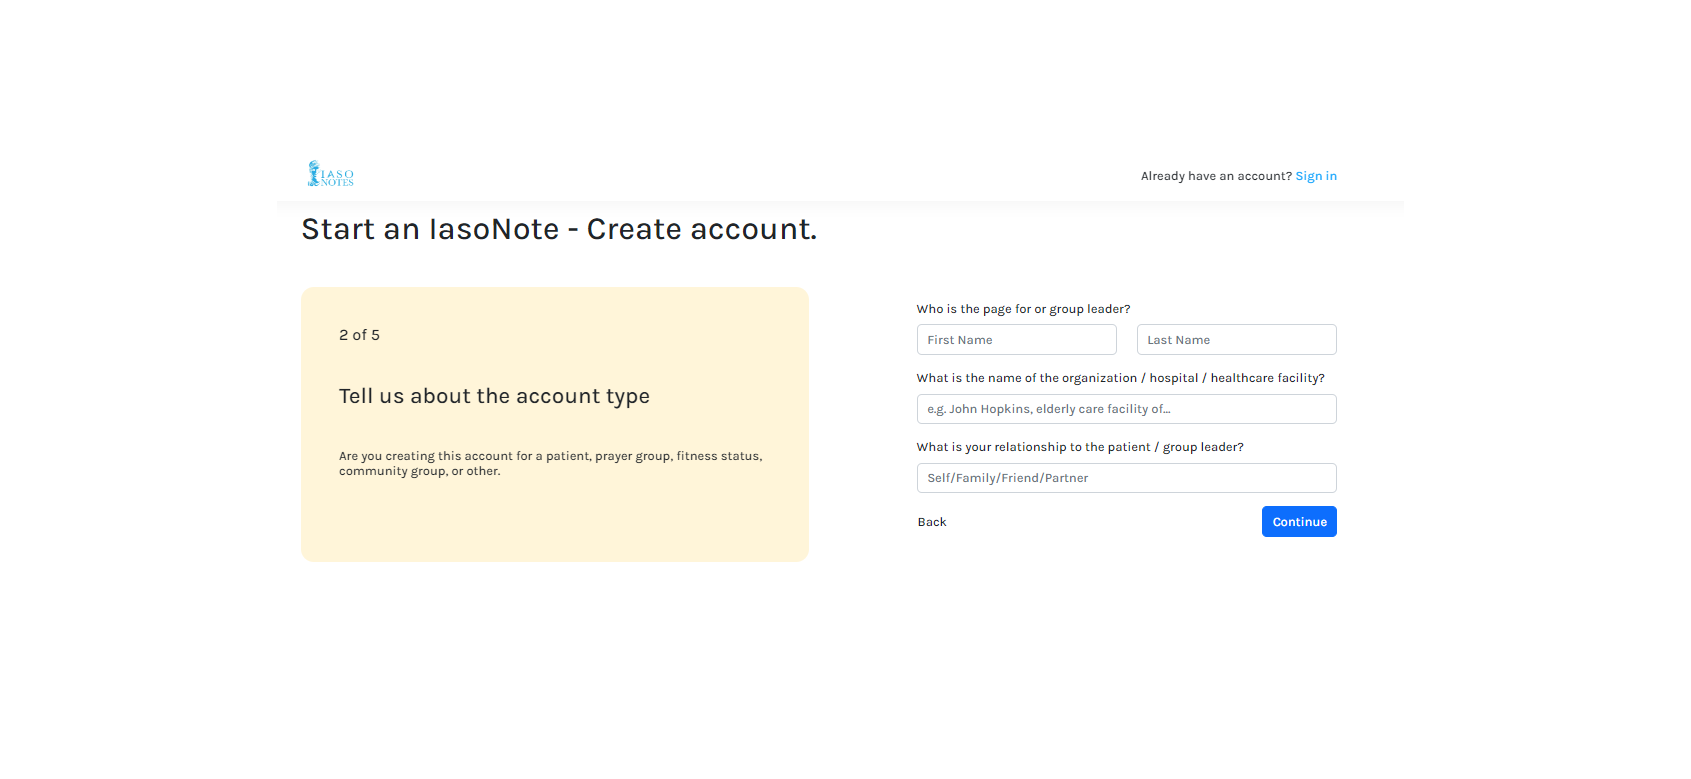 IASO
NOTES
Already have an account? Sign in
Start an IasoNote - Create account.
2 of 5
Tell us about the account type
Are you creating this account for a patient, prayer group, fitness status,
community group, or other.
Who is the page for or group leader?
First Name
Last Name
What is the name of the organization / hospital / healthcare facility?
e.g. John Hopkins, elderly care facility of...
What is your relationship to the patient / group leader?
Self/Family/Friend/Partner
Back
Continue